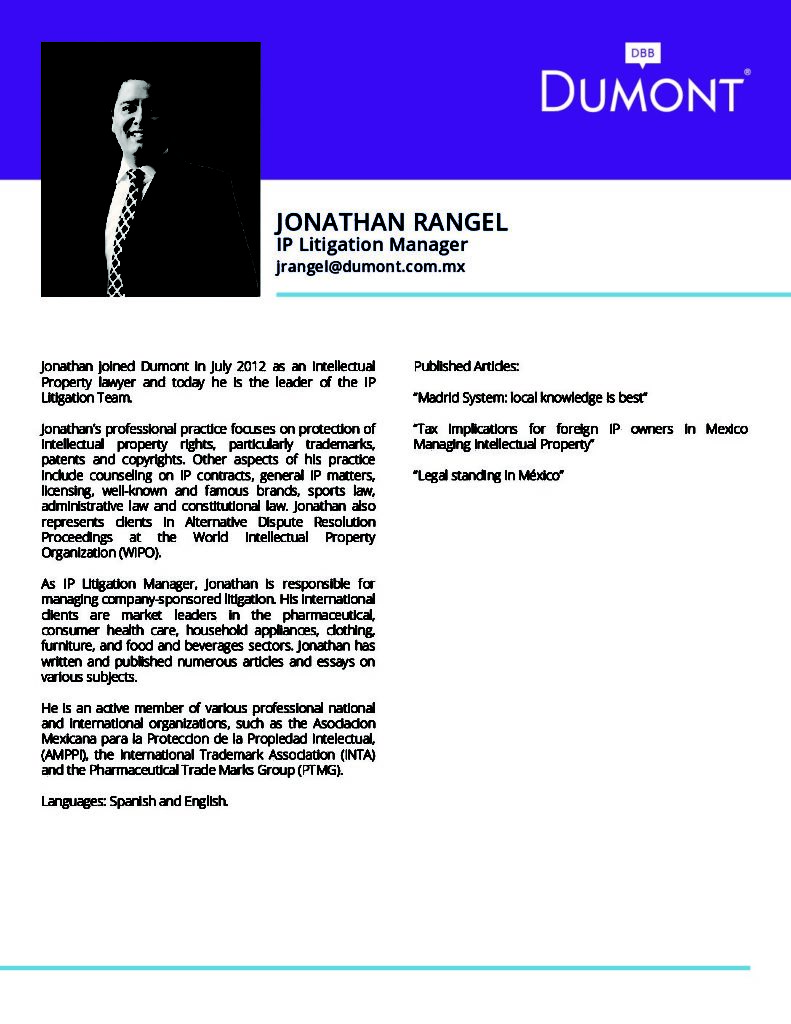 DBB
DUMONT®
JONATHAN RANGEL
IP Litigation Manager
jrangel@dumont.com.mx
Jonathan joined Dumont in July 2012 as an Intellectual
Property lawyer and today he is the leader of the IP
Litigation Team.
Jonathan's professional practice focuses on protection of
intellectual property rights, particularly trademarks,
patents and copyrights. Other aspects of his practice
include counseling on IP contracts, general IP matters,
licensing, well-known and famous brands, sports law,
administrative law and constitutional law. Jonathan also
represents clients in Alternative Dispute Resolution
Proceedings at the World Intellectual Property
Organization (WIPO).
As IP Litigation Manager, Jonathan is responsible for
managing company-sponsored litigation. His international
clients are market leaders in the pharmaceutical,
consumer health care, household appliances, clothing,
furniture, and food and beverages sectors. Jonathan has
written and published numerous articles and essays on
various subjects.
He is an active member of various professional national
and international organizations, such as the Asociacion
Mexicana para la Proteccion de la Propiedad Intelectual,
(AMPPI), the International Trademark Association (INTA)
and the Pharmaceutical Trade Marks Group (PTMG).
Languages: Spanish and English.
Published Articles:
“Madrid System: local knowledge is best”
“Tax implications for foreign IP owners in Mexico
Managing Intellectual Property”
“Legal standing in México”